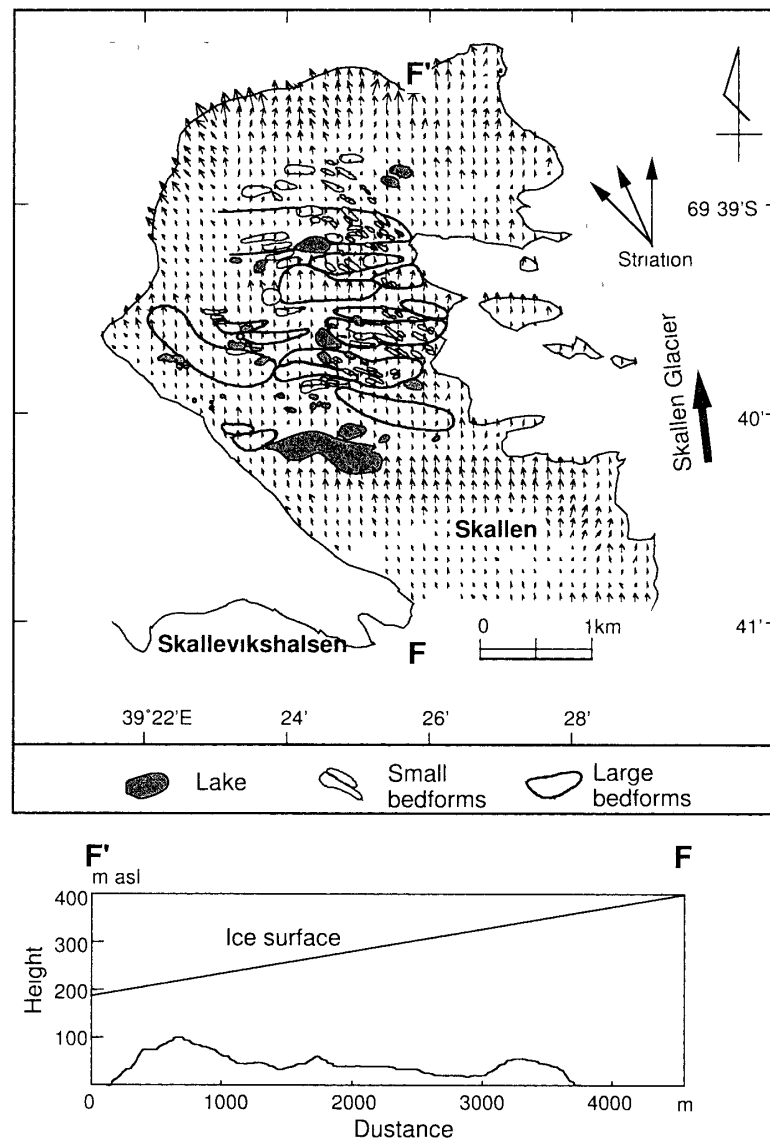 F'
69 39'S
Striation
Skallen Glacier
40'
Skallen
Skallevikshalsen
F
0 1km
41'
39°22'E 24' 26' 28'
Lake
Small
bedforms
Large
bedforms
F' F
m asl
400
300
200
100
Height
Ice surface
0 1000 2000 3000 4000 m
Dustance